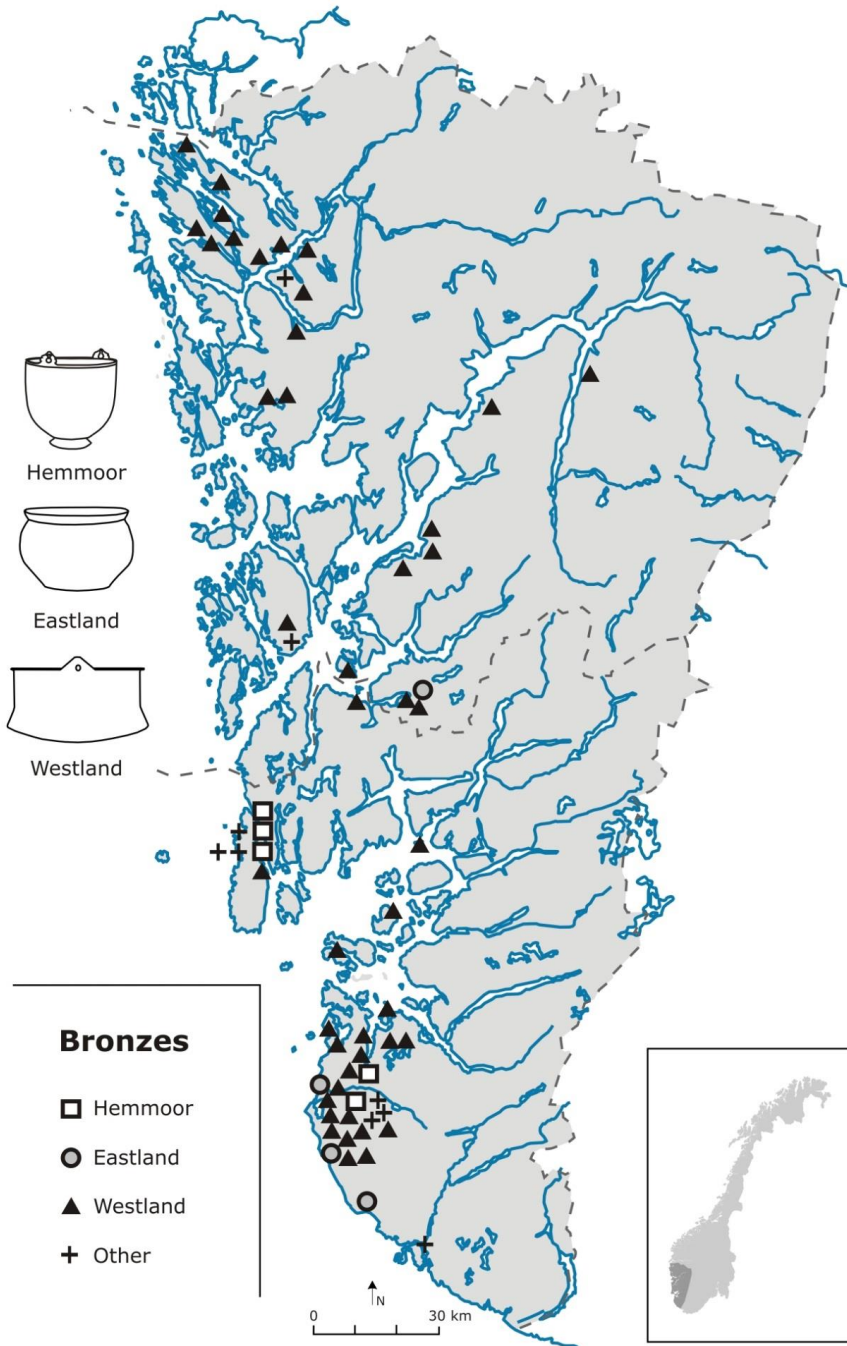 Hemmoor
Eastland
Westland
Bronzes
Hemmoor
Eastland
Westland
Other
N
0 30 km